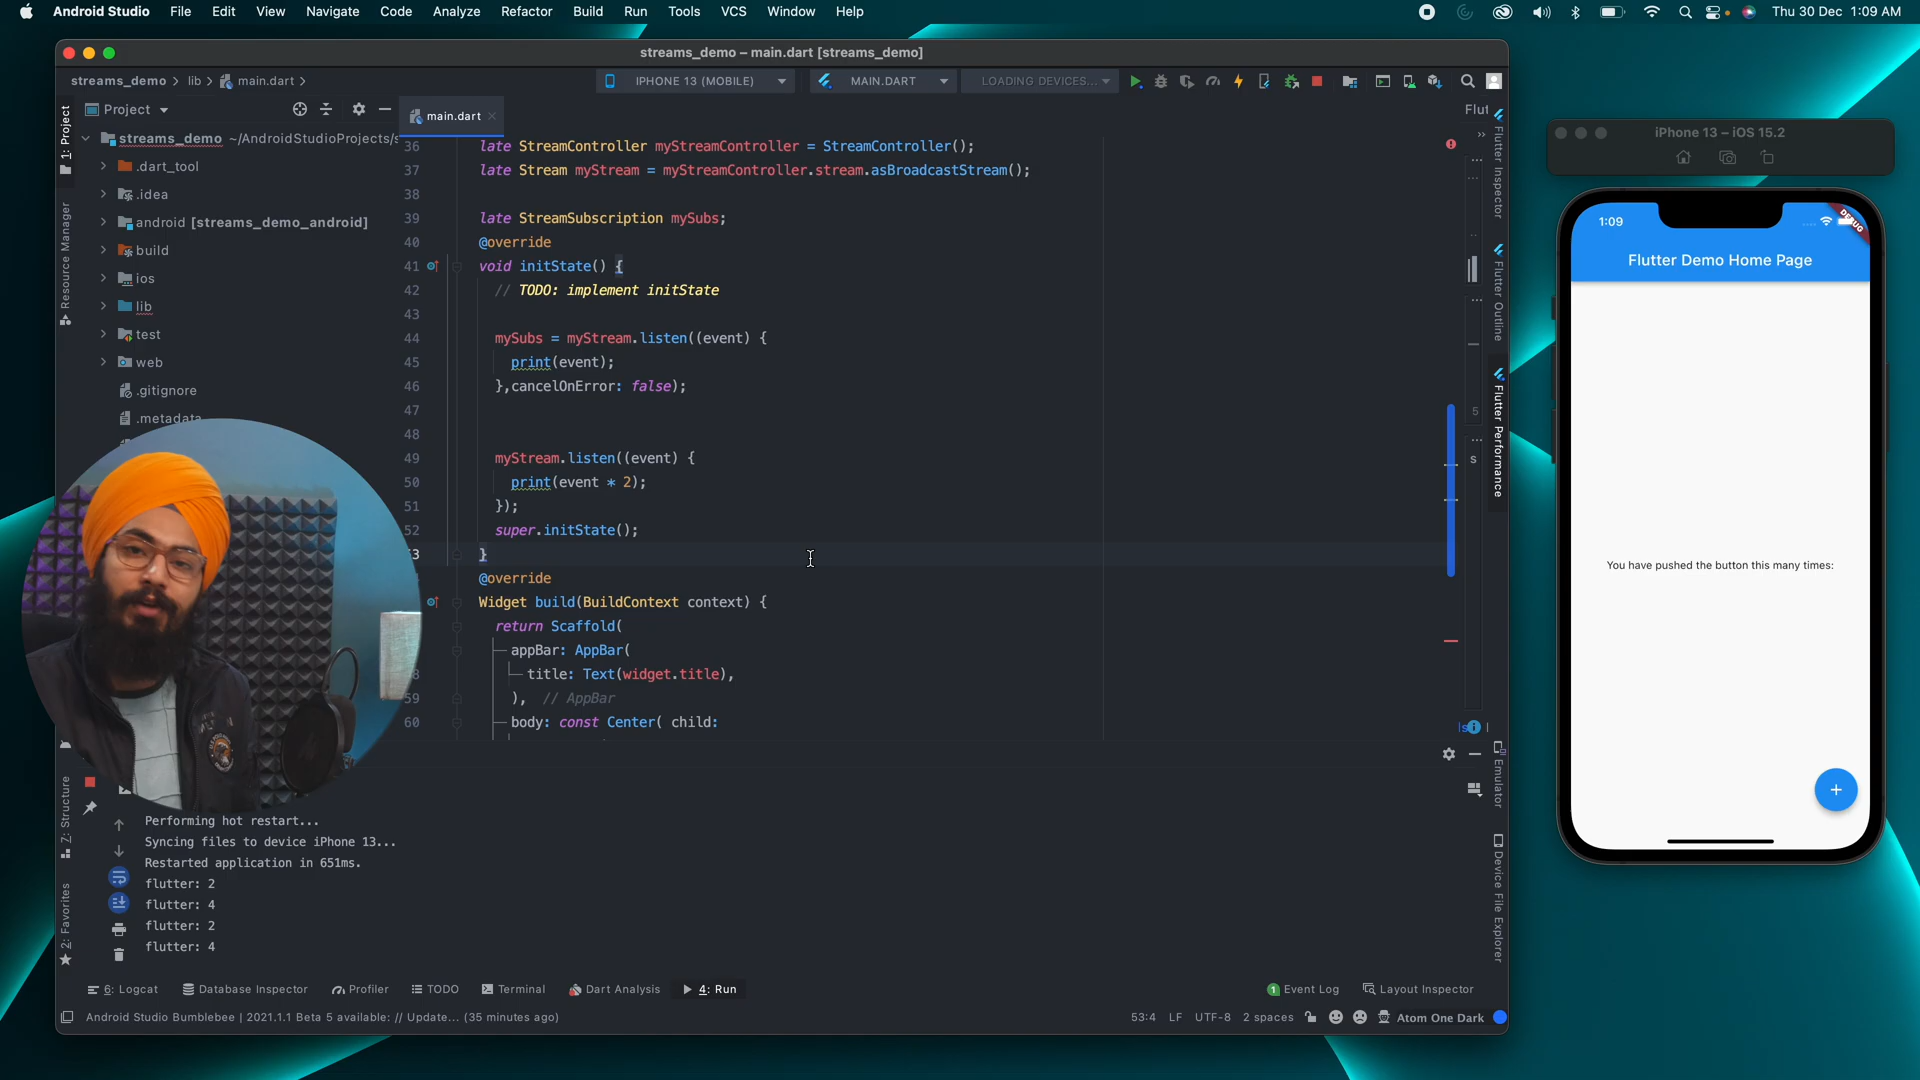 Android Studio File Edit View Navigate Code Analyze Refactor Build Run Tools VCS Window Help Thu 30 Dec 1:09 AM
streams_demo – main.dart [streams_demo]
streams_demo lib main.dart
IPHONE 13 (MOBILE) MAIN.DART LOADING DEVICES...
Project
main.dart
Flut
streams_demo ~/AndroidStudioProjects/s
.dart_tool
.idea
android [streams_demo_android]
build
ios
lib
test
web
.gitignore
.metadata
1: Project
Resource Manager
Z: Structure
2: Favorites
36 late StreamController myStreamController = StreamController();
37 late Stream myStream = myStreamController.stream.asBroadcastStream();
38
39 late StreamSubscription mySubs;
40 @override
41 void initState() {
42 // TODO: implement initState
43
44 mySubs = myStream.listen((event) {
45 print(event);
46 },cancelOnError: false);
47
48
49 myStream.listen((event) {
50 print(event * 2);
51 });
52 super.initState();
53 }
@override
Widget build(BuildContext context) {
return Scaffold(
appBar: AppBar(
8 title: Text(widget.title),
59 ), // AppBar
60 body: const Center( child:
Flutter Inspector
Flutter Outline
Flutter Performance
Emulator
Device File Explorer
5
s
Performing hot restart...
Syncing files to device iPhone 13...
Restarted application in 651ms.
flutter: 2
flutter: 4
flutter: 2
flutter: 4
6: Logcat Database Inspector Profiler TODO Terminal Dart Analysis 4: Run 1 Event Log Layout Inspector
Android Studio Bumblebee | 2021.1.1 Beta 5 available: // Update... (35 minutes ago) 53:4 LF UTF-8 2 spaces Atom One Dark
iPhone 13 – iOS 15.2
1:09
DEBUG
Flutter Demo Home Page
You have pushed the button this many times:
+